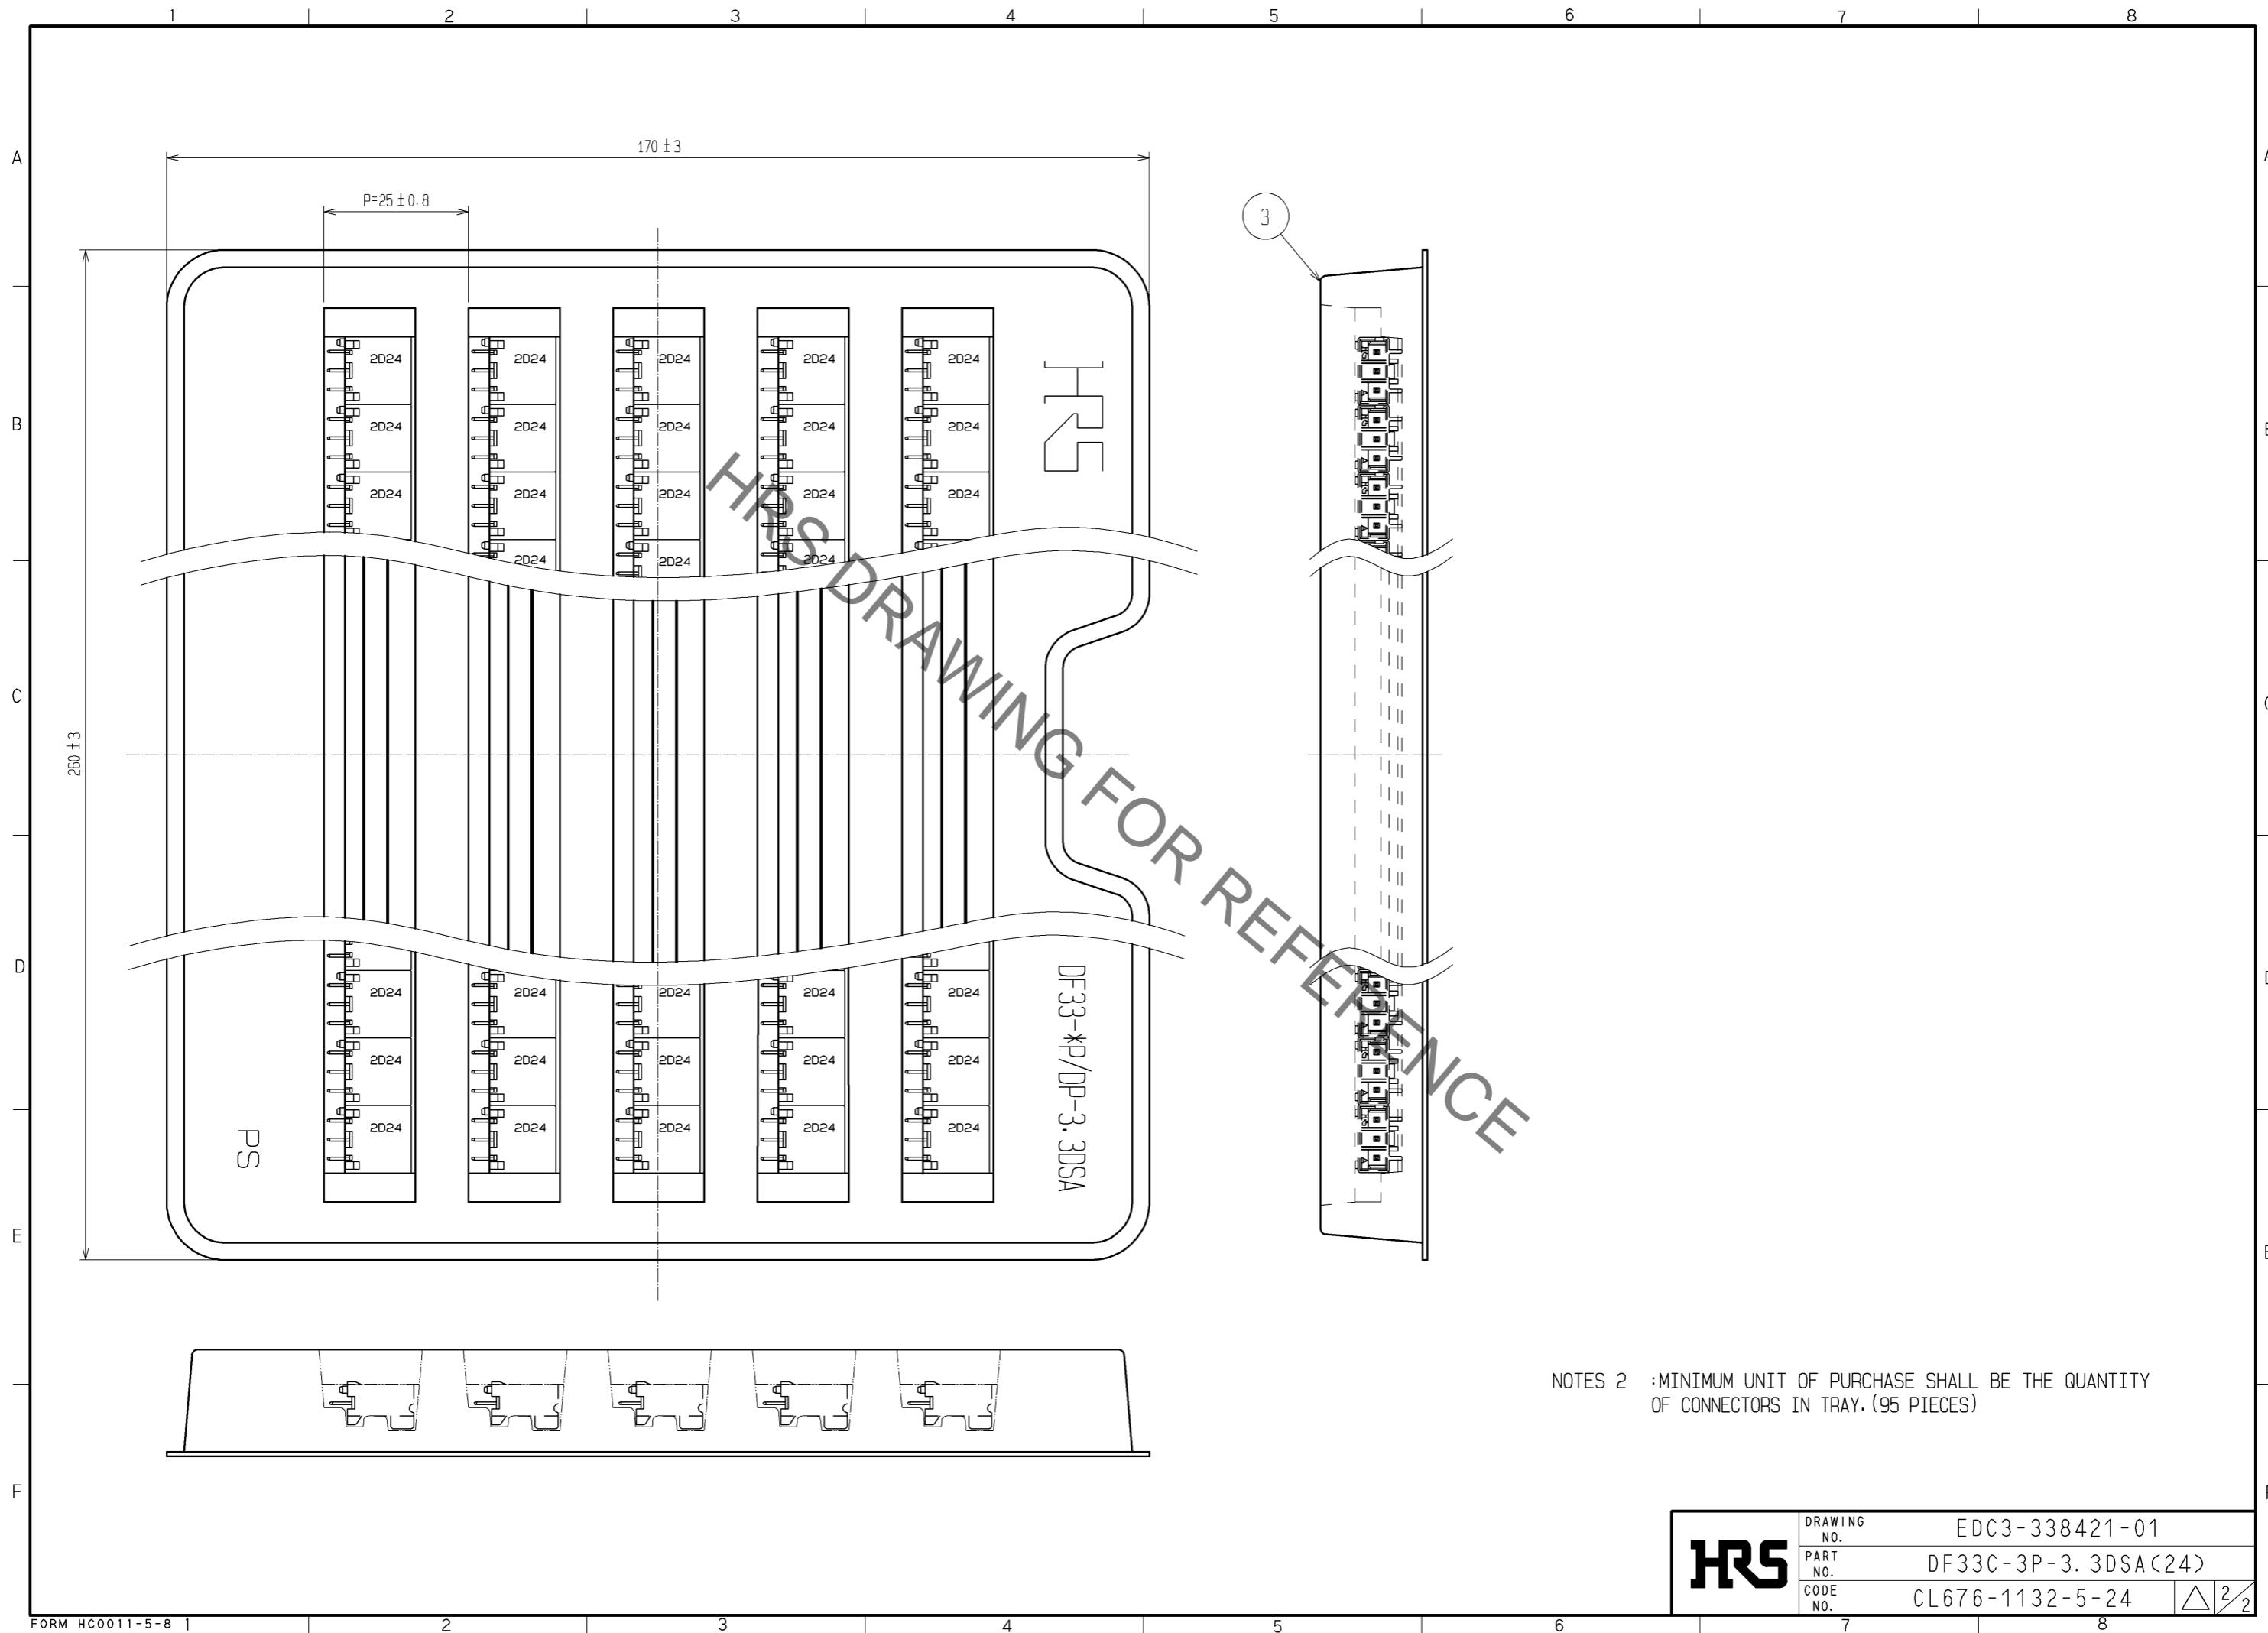 1 2 3 4 5 6 7 8
A
B
C
D
E
F
170±3
P=25±0.8
260±3
3
2D24 2D24 2D24 2D24 2D24
2D24 2D24 2D24 2D24 2D24
2D24 2D24 2D24 2D24 2D24
2D24 2D24 2D24
HRS
HRS DRAWING FOR REFERENCE
2D24 2D24 2D24 2D24 2D24
2D24 2D24 2D24 2D24 2D24
2D24 2D24 2D24 2D24 2D24
DF33-*P/DP-3.3DSA
PS
NOTES 2 :MINIMUM UNIT OF PURCHASE SHALL BE THE QUANTITY
OF CONNECTORS IN TRAY.(95 PIECES)
HRS
DRAWING NO. EDC3-338421-01
PART NO. DF33C-3P-3.3DSA(24)
CODE NO. CL676-1132-5-24 2/2
FORM HC0011-5-8
1 2 3 4 5 6 7 8